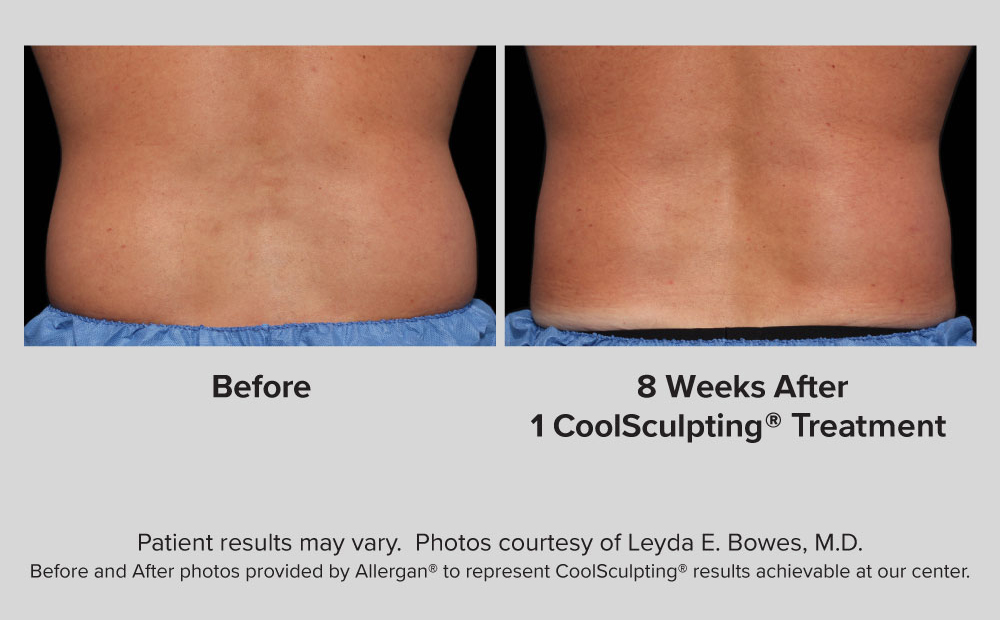 Before
8 Weeks After
1 CoolSculpting® Treatment
Patient results may vary.  Photos courtesy of Leyda E. Bowes, M.D.
Before and After photos provided by Allergan® to represent CoolSculpting® results achievable at our center.